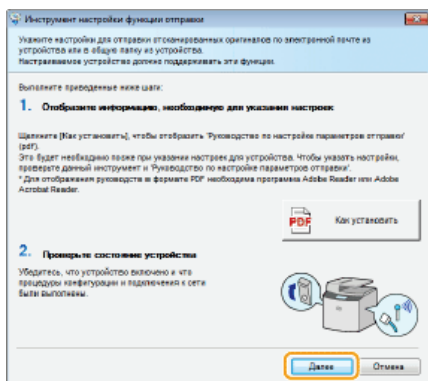 Инструмент настройки функции отправки
Укажите настройки для отправки отсканированных оригиналов по электронной почте из
устройства или в общую папку из устройства.
Настраиваемое устройство должно поддерживать эти функции.
Выполните приведенные ниже шаги:
1. Отобразите информацию, необходимую для указания настроек
Щелкните [Как установить], чтобы отобразить 'Руководство по настройке параметров отправки'
(pdf).
Это будет необходимо позже при указании настроек для устройства. Чтобы указать настройки,
проверьте данный инструмент и 'Руководство по настройке параметров отправки'.
* Для отображения руководств в формате PDF необходима программа Adobe Reader или Adobe
Acrobat Reader.
PDF Как установить
2. Проверьте состояние устройства
Убедитесь, что устройство включено и что
процедуры конфигурации и подключения к сети
были выполнены.
Далее Отмена